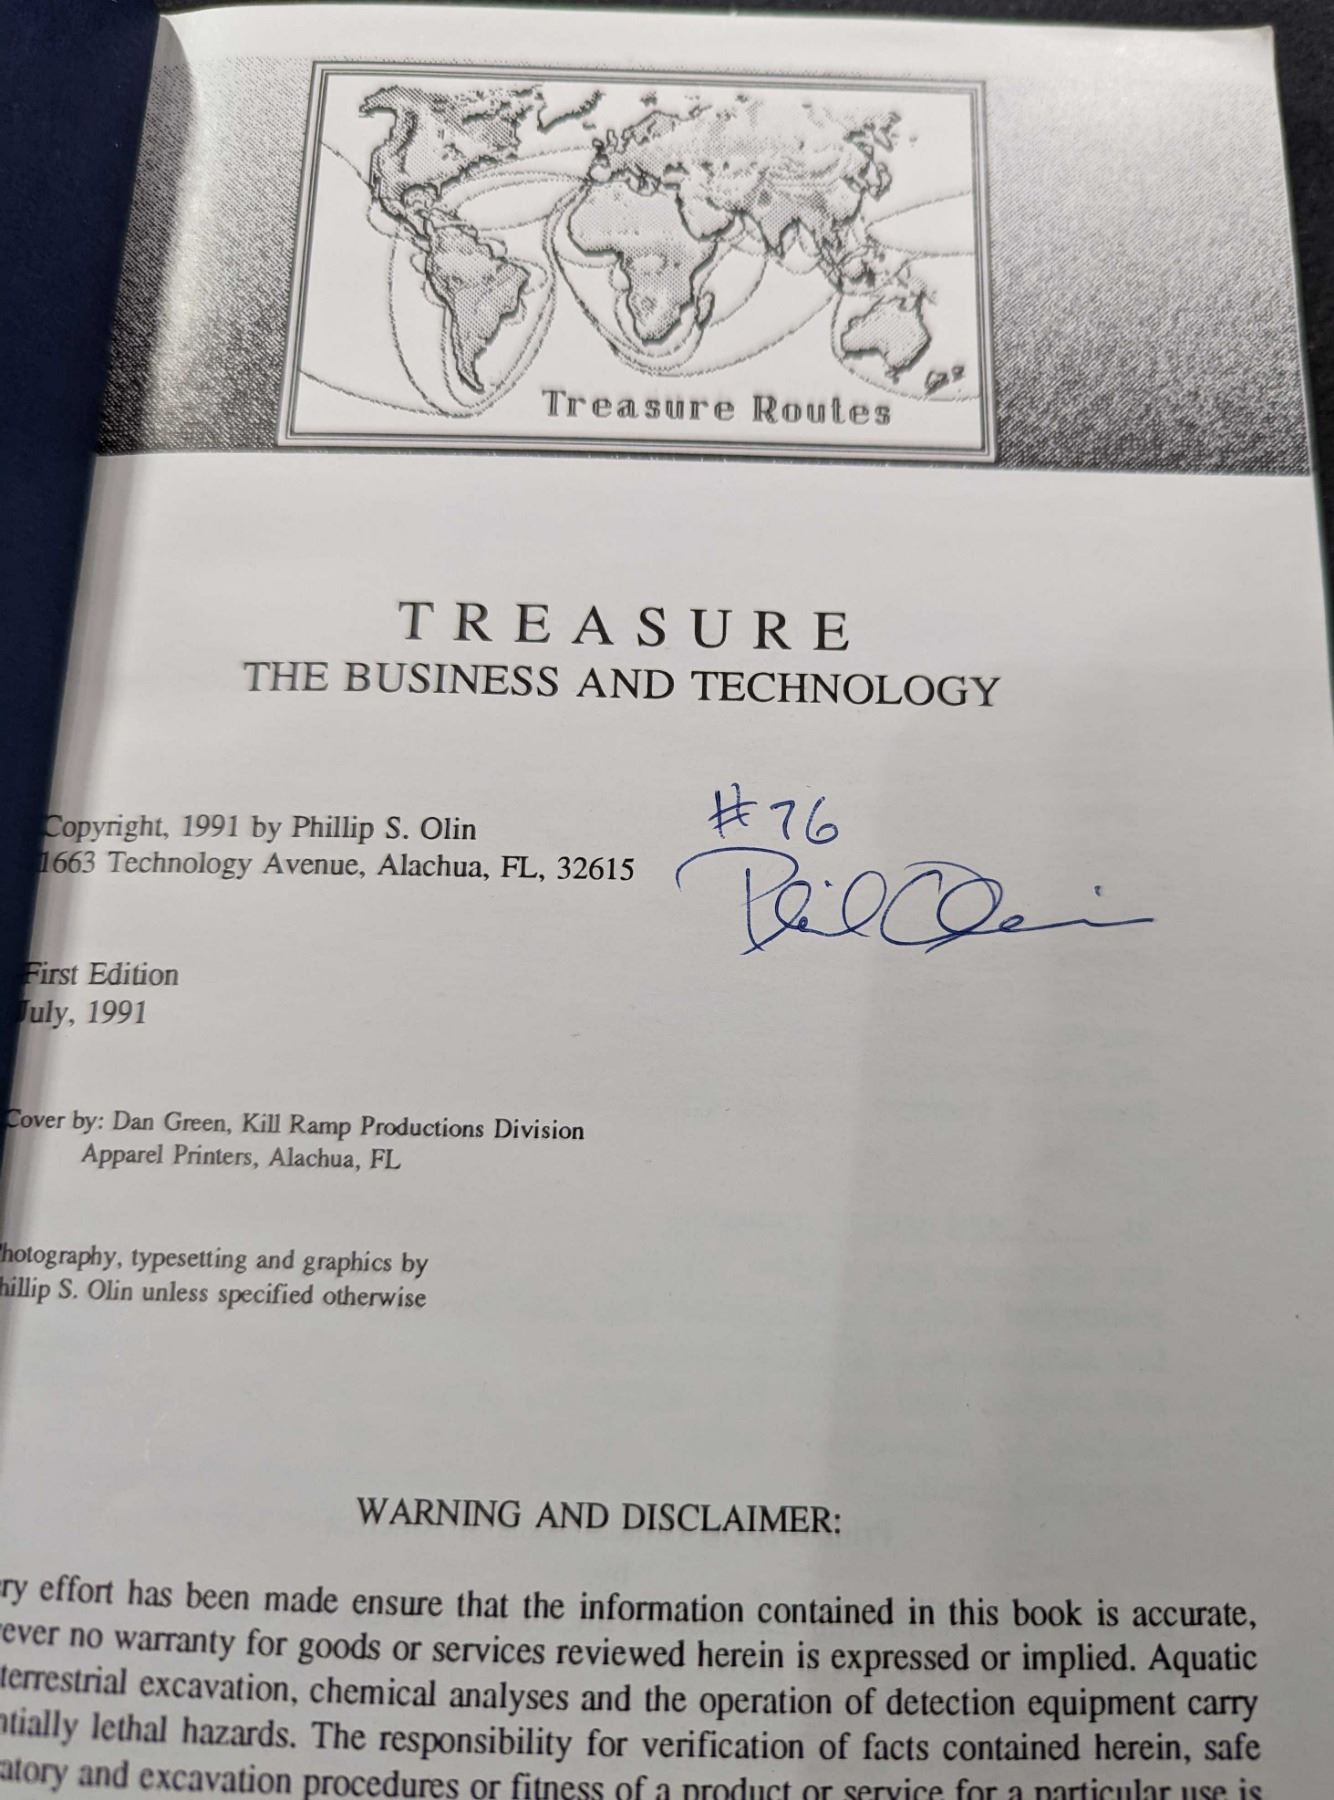 Treasure Routes
TREASURE
THE BUSINESS AND TECHNOLOGY
#76
Copyright, 1991 by Phillip S. Olin
1663 Technology Avenue, Alachua, FL, 32615
Phil Olin
First Edition
July, 1991
Cover by: Dan Green, Kill Ramp Productions Division
Apparel Printers, Alachua, FL
hotography, typesetting and graphics by
hillip S. Olin unless specified otherwise
WARNING AND DISCLAIMER:
ry effort has been made ensure that the information contained in this book is accurate,
ever no warranty for goods or services reviewed herein is expressed or implied. Aquatic
terrestrial excavation, chemical analyses and the operation of detection equipment carry
ntially lethal hazards. The responsibility for verification of facts contained herein, safe
atory and excavation procedures or fitness of a product or service for a particular use is